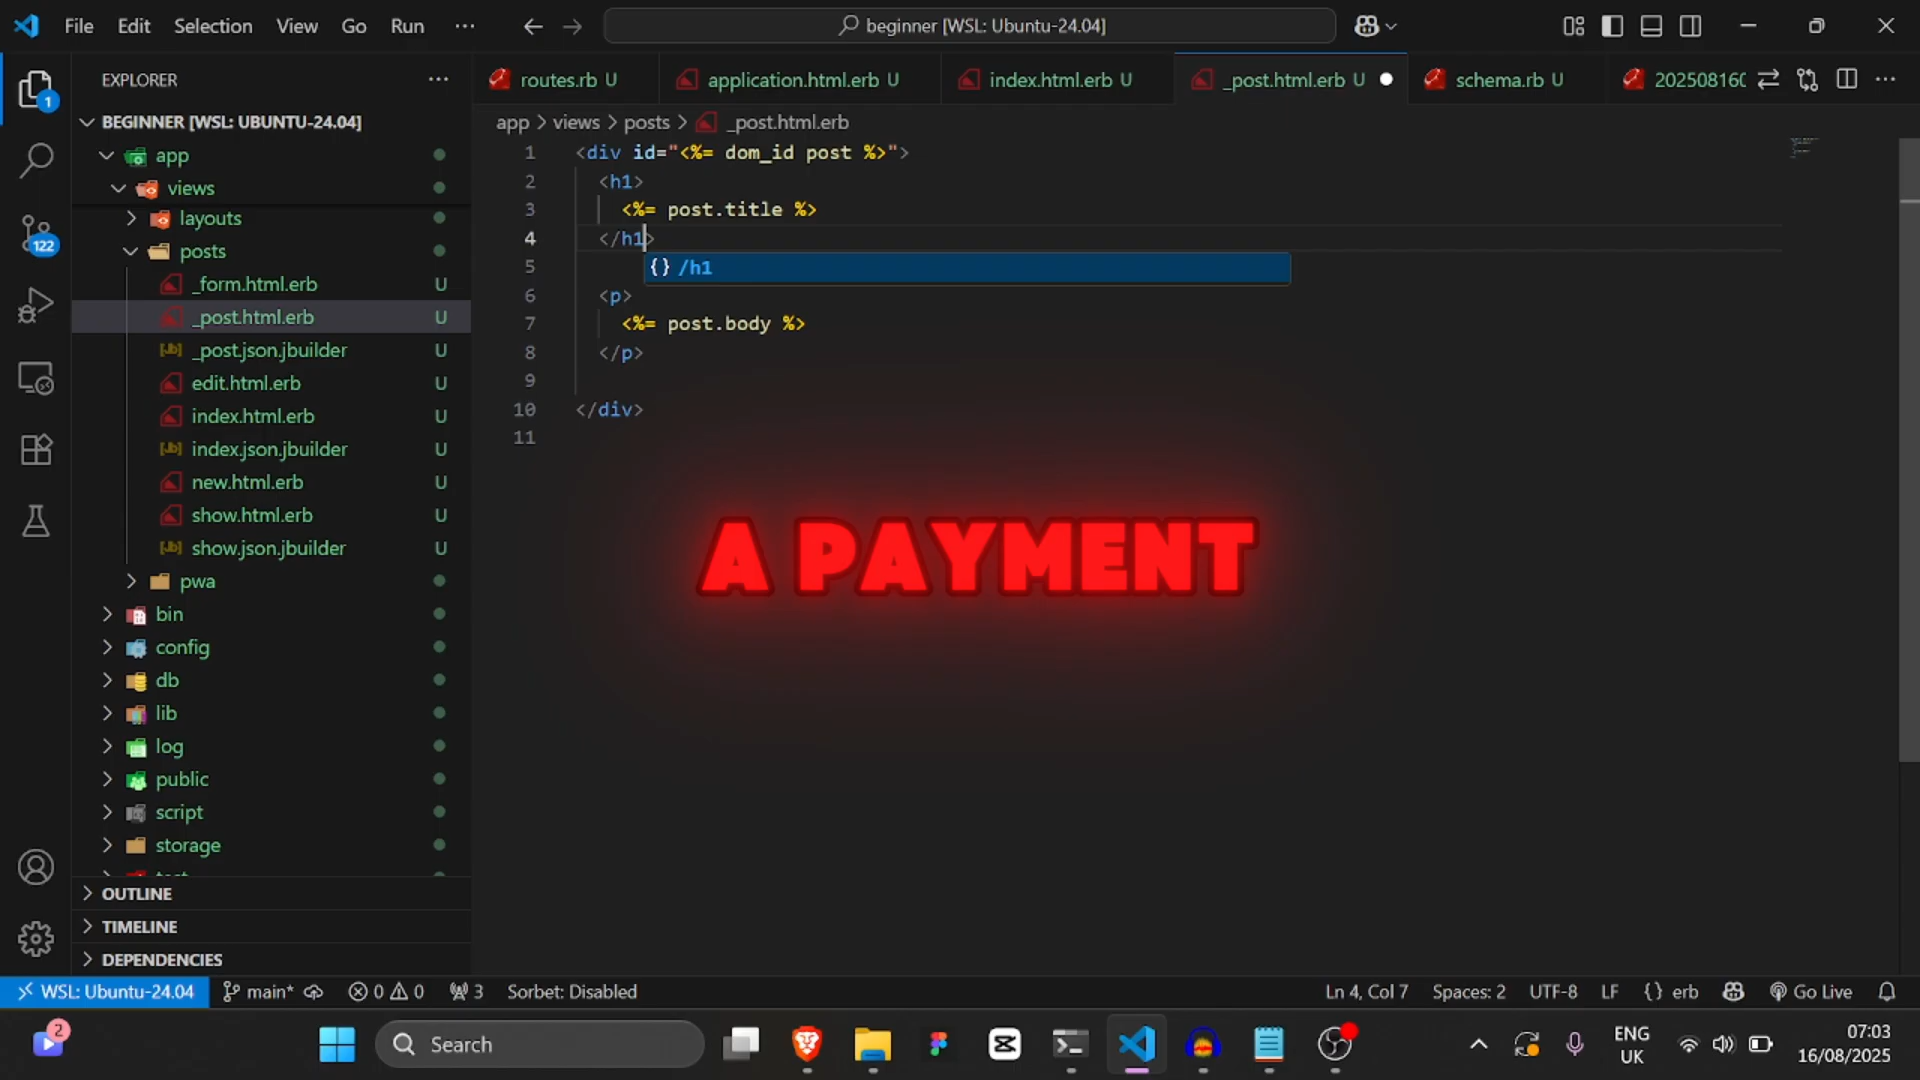 File Edit Selection View Go Run ···
beginner [WSL: Ubuntu-24.04]
EXPLORER
routes.rb U
application.html.erb U
index.html.erb U
_post.html.erb U
schema.rb U
BEGINNER [WSL: UBUNTU-24.04]
app > views > posts > _post.html.erb
app
views
layouts
posts
_form.html.erb U
_post.html.erb U
_post.json.jbuilder U
edit.html.erb U
index.html.erb U
index.json.jbuilder U
new.html.erb U
show.html.erb U
show.json.jbuilder U
pwa
bin
config
db
lib
log
public
script
storage
OUTLINE
TIMELINE
DEPENDENCIES
1
122
1 <div id="<%= dom_id post %>">
2 <h1>
3 <%= post.title %>
4 </h1>
5
{} /h1
6 <p>
7 <%= post.body %>
8 </p>
9
10 </div>
11
A PAYMENT
WSL: Ubuntu-24.04 main* 0 0 3 Sorbet: Disabled
Ln 4, Col 7 Spaces: 2 UTF-8 LF {} erb Go Live
2
Search
ENG
UK
07:03
16/08/2025